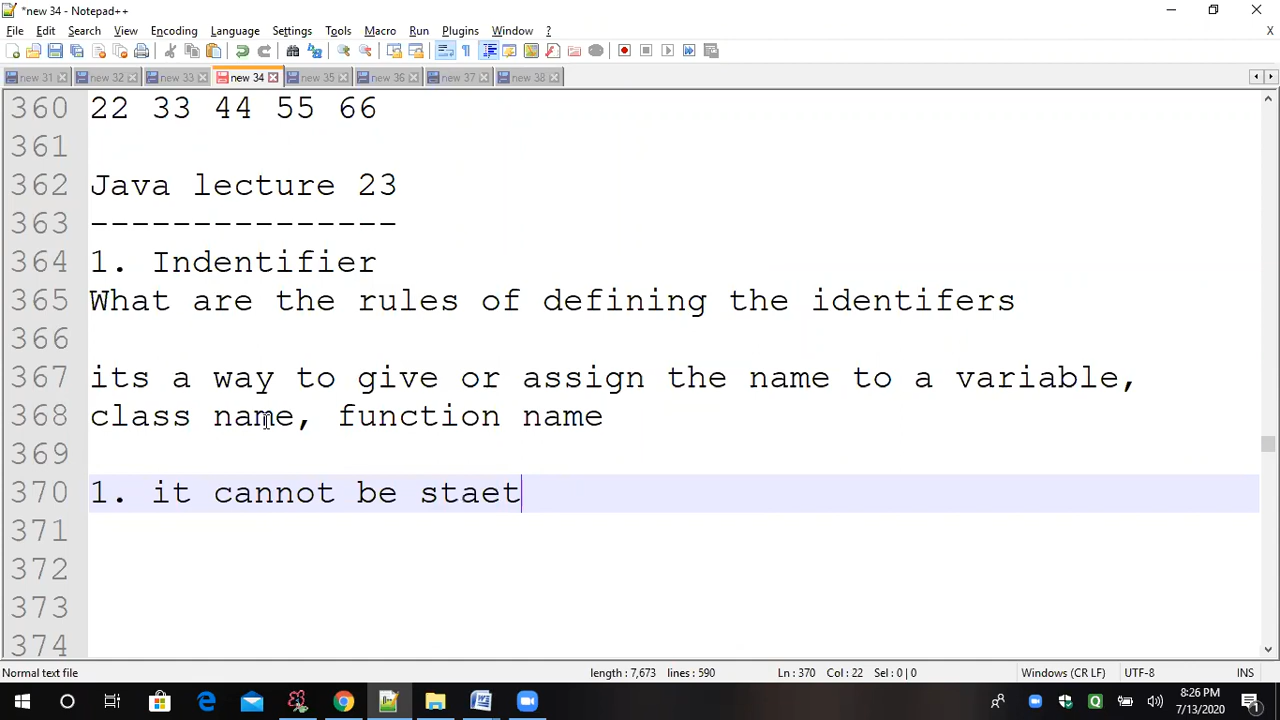 *new 34 - Notepad++
File Edit Search View Encoding Language Settings Tools Macro Run Plugins Window ?
new 31 new 32 new 33 new 34 new 35 new 36 new 37 new 38
360 22 33 44 55 66
361
362 Java lecture 23
363 ---------------
364 1. Indentifier
365 What are the rules of defining the identifers
366
367 its a way to give or assign the name to a variable,
368 class name, function name
369
370 1. it cannot be staet
371
372
373
374
Normal text file length : 7,673 lines : 590 Ln : 370 Col : 22 Sel : 0 | 0 Windows (CR LF) UTF-8 INS
8:26 PM
7/13/2020